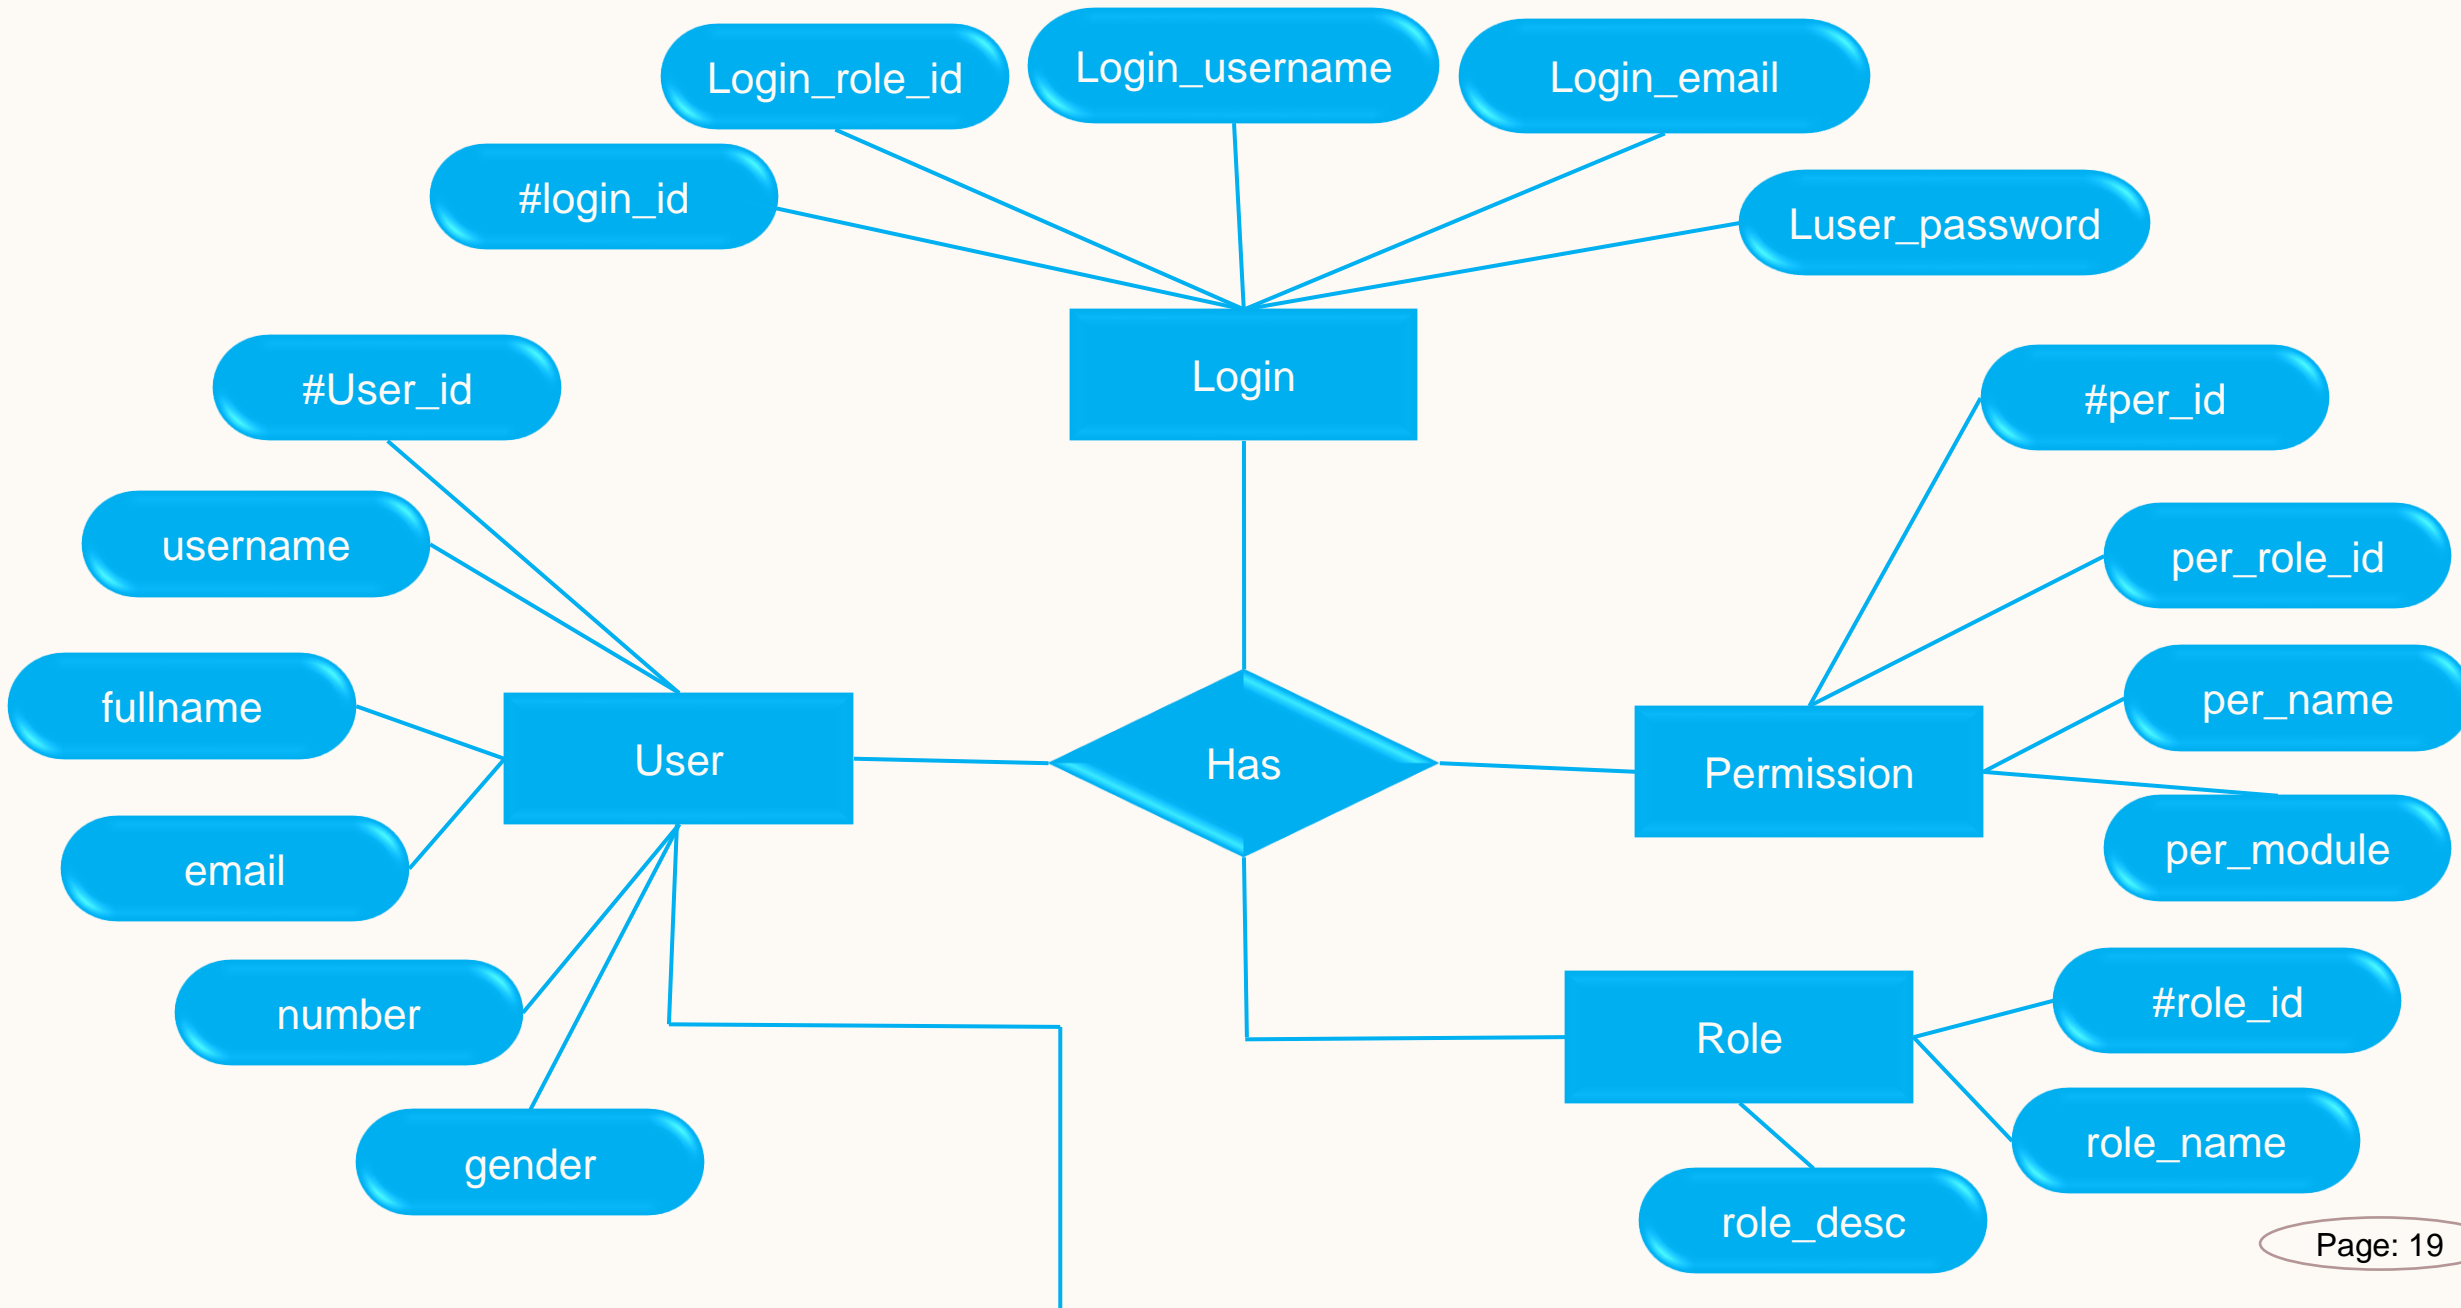 Login_role_id
Login_username
Login_email
#login_id
Luser_password
Login
#User_id
#per_id
username
per_role_id
fullname
per_name
User
Has
Permission
email
per_module
number
Role
#role_id
gender
role_name
role_desc
Page: 19